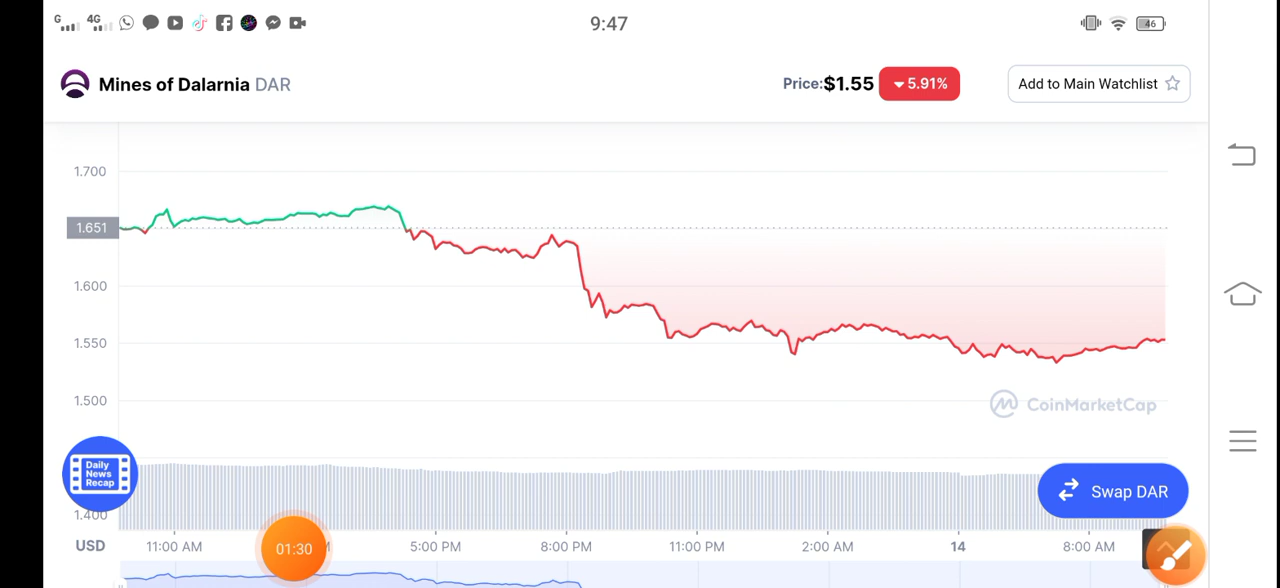 G 4G 9:47 46
Mines of Dalarnia DAR Price:$1.55 5.91% Add to Main Watchlist
1.700
1.651
1.600
1.550
1.500
CoinMarketCap
Daily
News
Recap
Swap DAR
1.400
USD 11:00 AM 01:30 5:00 PM 8:00 PM 11:00 PM 2:00 AM 14 8:00 AM